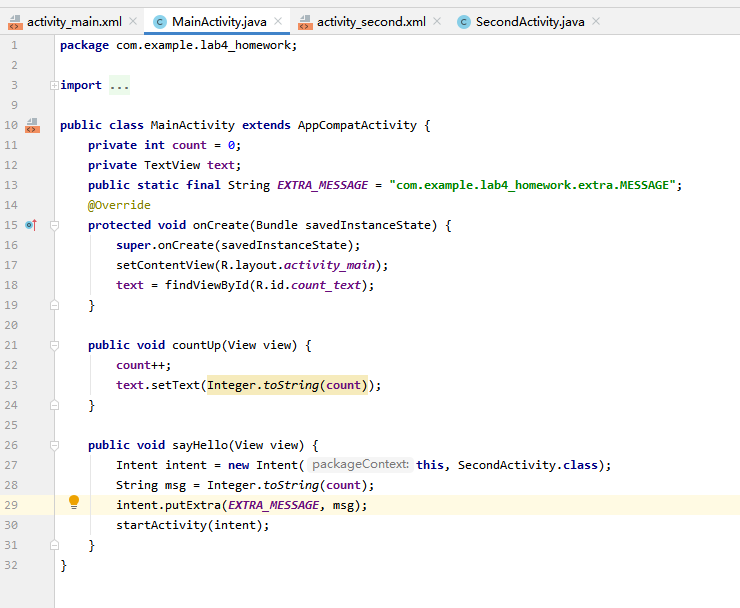 activity_main.xml × MainActivity.java × activity_second.xml × SecondActivity.java ×
1 package com.example.lab4_homework;
2
3 import ...
9
10 public class MainActivity extends AppCompatActivity {
11 private int count = 0;
12 private TextView text;
13 public static final String EXTRA_MESSAGE = "com.example.lab4_homework.extra.MESSAGE";
14 @Override
15 protected void onCreate(Bundle savedInstanceState) {
16 super.onCreate(savedInstanceState);
17 setContentView(R.layout.activity_main);
18 text = findViewById(R.id.count_text);
19 }
20
21 public void countUp(View view) {
22 count++;
23 text.setText(Integer.toString(count));
24 }
25
26 public void sayHello(View view) {
27 Intent intent = new Intent( packageContext: this, SecondActivity.class);
28 String msg = Integer.toString(count);
29 intent.putExtra(EXTRA_MESSAGE, msg);
30 startActivity(intent);
31 }
32 }